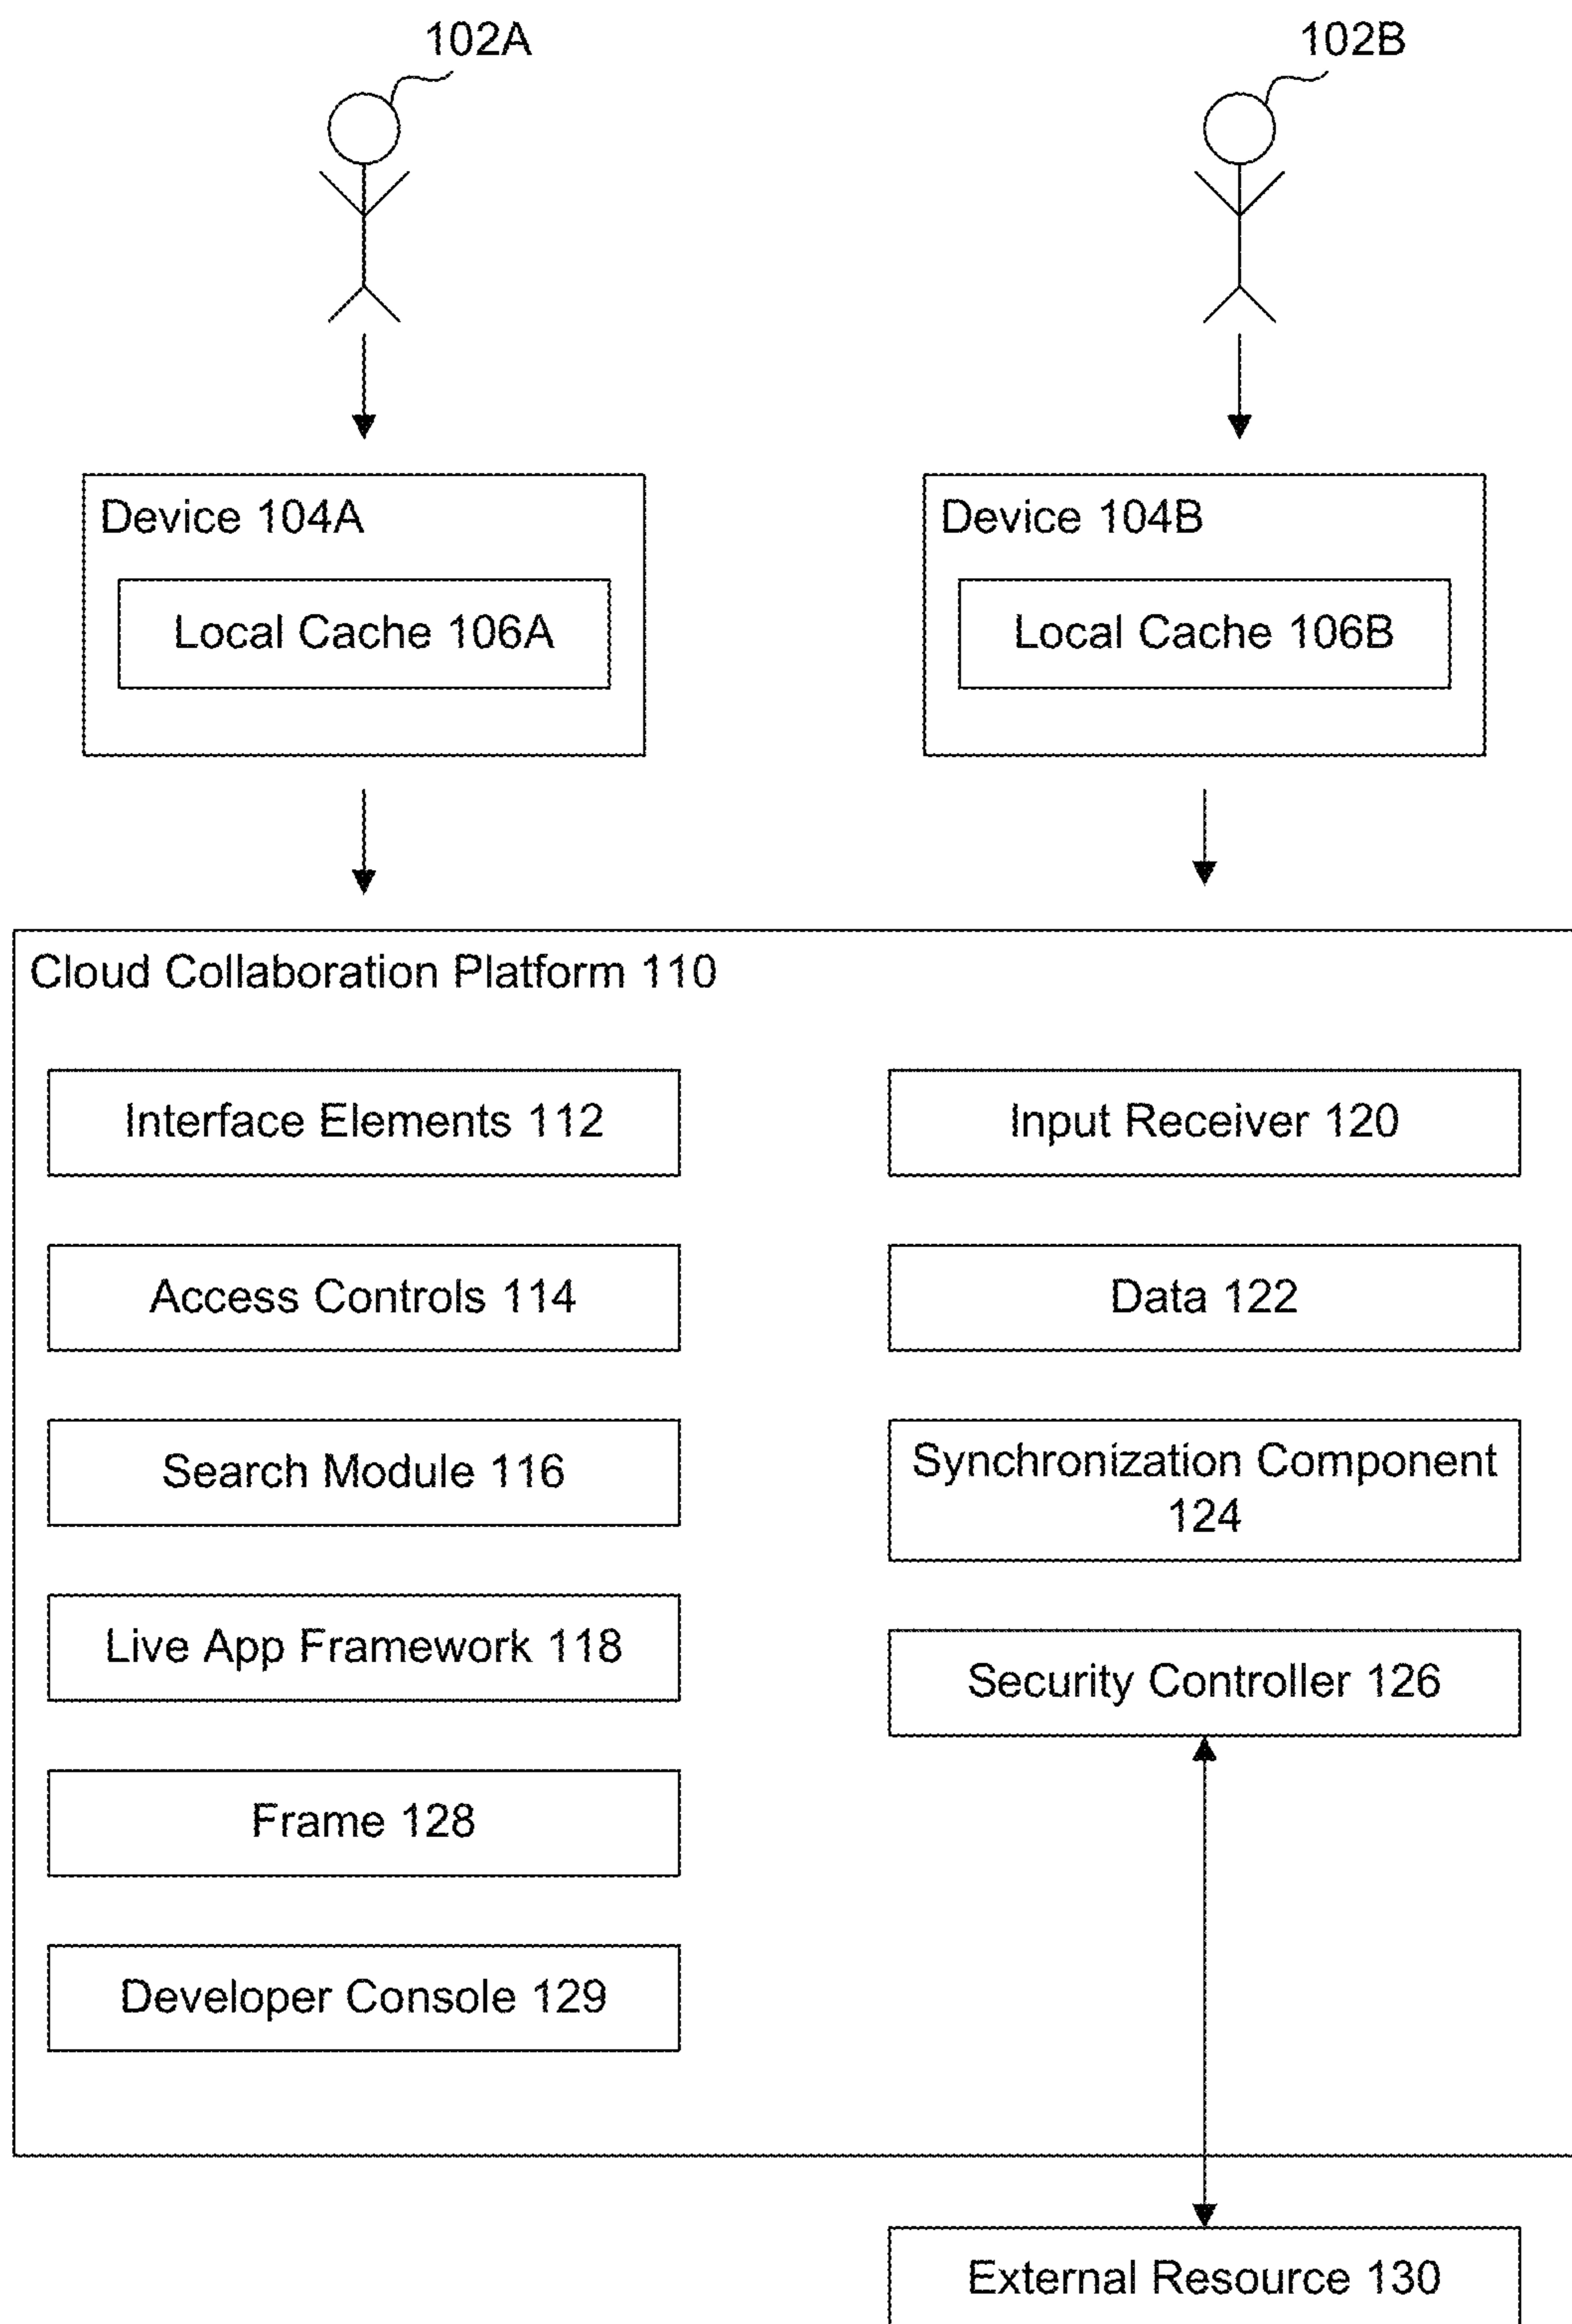 102A
102B
Device 104A
Device 104B
Local Cache 106A
Local Cache 106B
Cloud Collaboration Platform 110
Interface Elements 112
Input Receiver 120
Access Controls 114
Data 122
Search Module 116
Synchronization Component
124
Live App Framework 118
Security Controller 126
Frame 128
Developer Console 129
External Resource 130